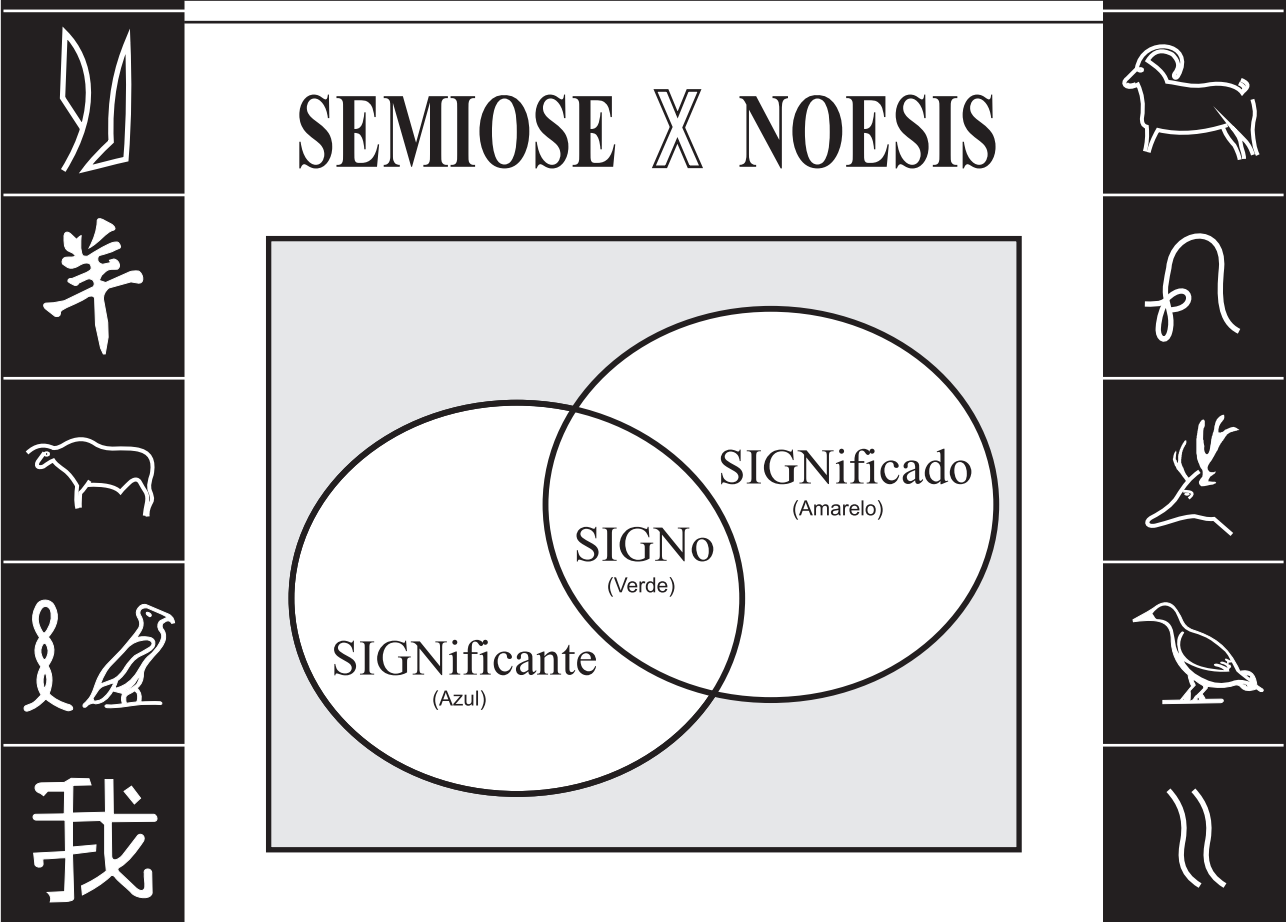 SEMIOSE X NOESIS
羊
我
SIGNificado
(Amarelo)
SIGNo
(Verde)
SIGNificante
(Azul)